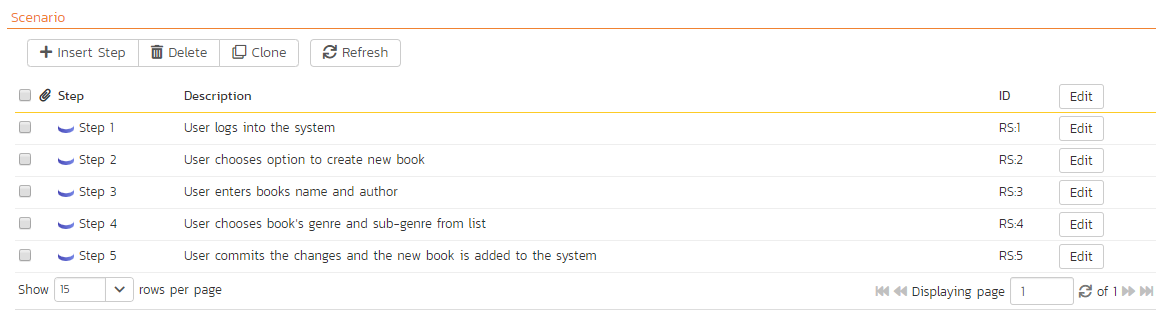 Scenario
Insert Step Delete Clone Refresh
Step Description ID Edit
Step 1 User logs into the system RS:1 Edit
Step 2 User chooses option to create new book RS:2 Edit
Step 3 User enters books name and author RS:3 Edit
Step 4 User chooses book's genre and sub-genre from list RS:4 Edit
Step 5 User commits the changes and the new book is added to the system RS:5 Edit
Show 15 rows per page Displaying page 1 of 1